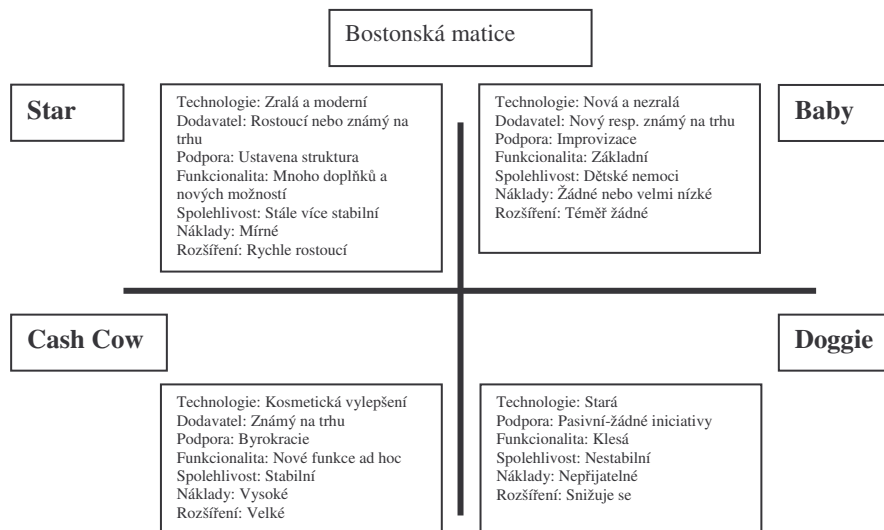 Bostonská matice
Star
Technologie: Zralá a moderní
Dodavatel: Rostoucí nebo známý na
trhu
Podpora: Ustavena struktura
Funkcionalita: Mnoho doplňků a
nových možností
Spolehlivost: Stále více stabilní
Náklady: Mírné
Rozšíření: Rychle rostoucí
Technologie: Nová a nezralá
Dodavatel: Nový resp. známý na trhu
Podpora: Improvizace
Funkcionalita: Základní
Spolehlivost: Dětské nemoci
Náklady: Žádné nebo velmi nízké
Rozšíření: Téměř žádné
Baby
Cash Cow
Technologie: Kosmetická vylepšení
Dodavatel: Známý na trhu
Podpora: Byrokracie
Funkcionalita: Nové funkce ad hoc
Spolehlivost: Stabilní
Náklady: Vysoké
Rozšíření: Velké
Technologie: Stará
Podpora: Pasivní-žádné iniciativy
Funkcionalita: Klesá
Spolehlivost: Nestabilní
Náklady: Nepřijatelné
Rozšíření: Snižuje se
Doggie